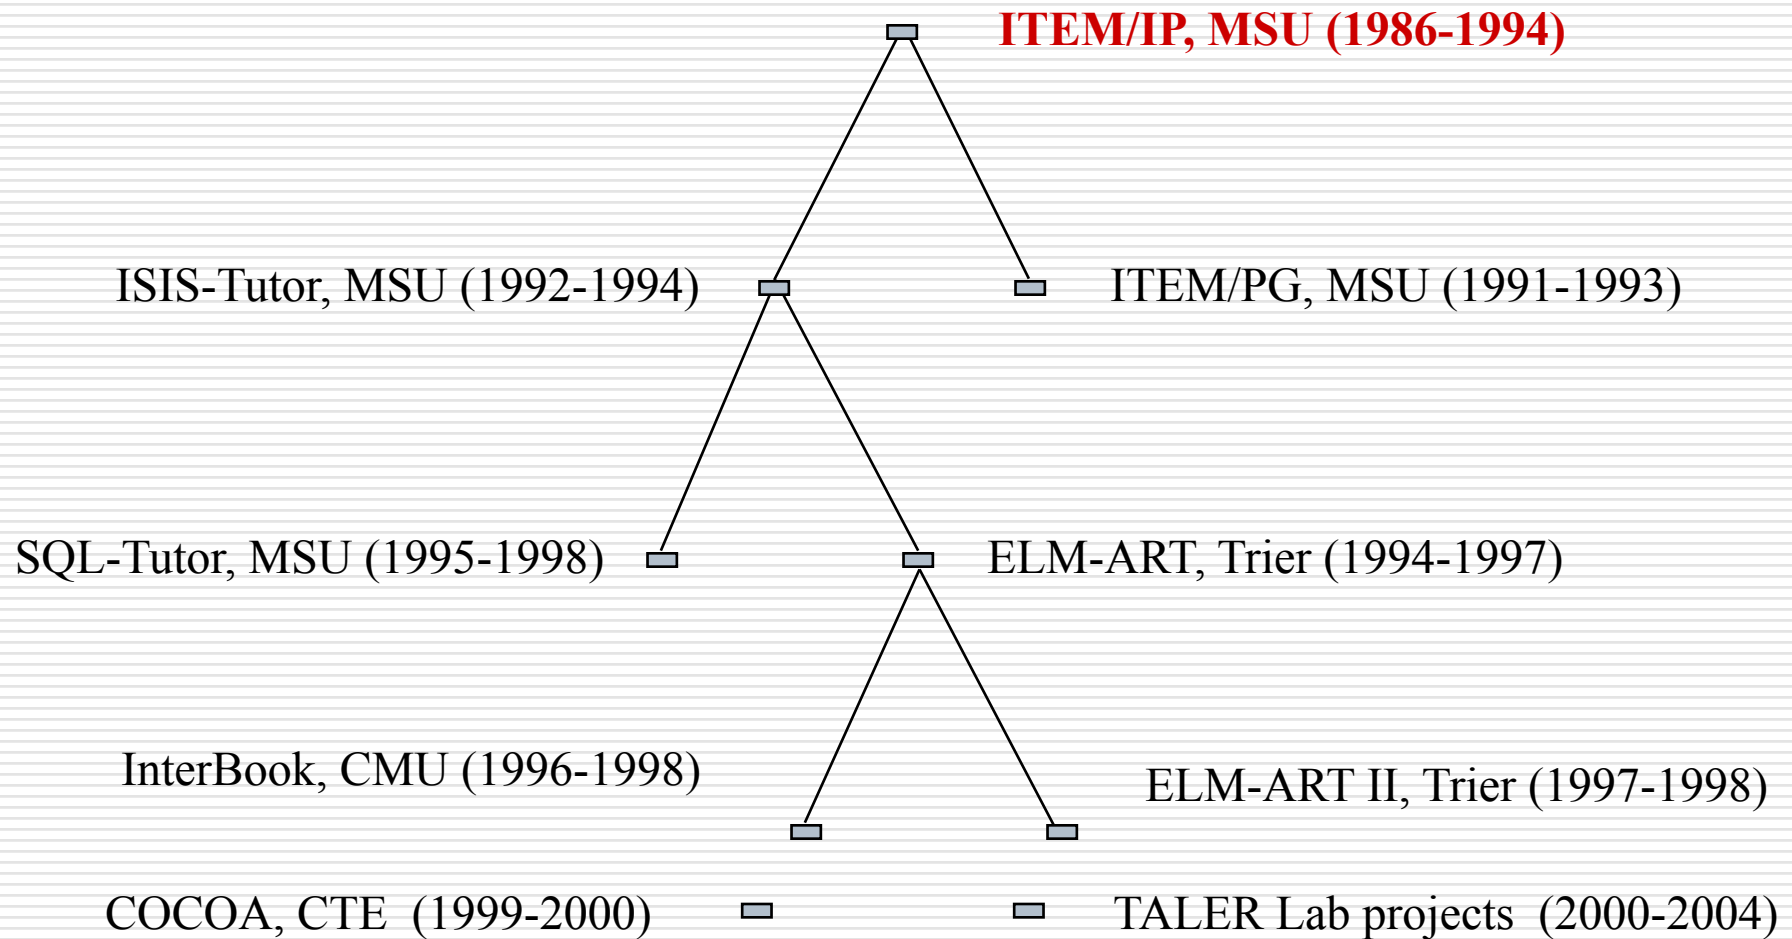 ITEM/IP, MSU (1986-1994)
ISIS-Tutor, MSU (1992-1994)
ITEM/PG, MSU (1991-1993)
SQL-Tutor, MSU (1995-1998)
ELM-ART, Trier (1994-1997)
InterBook, CMU (1996-1998)
ELM-ART II, Trier (1997-1998)
COCOA, CTE (1999-2000)
TALER Lab projects (2000-2004)